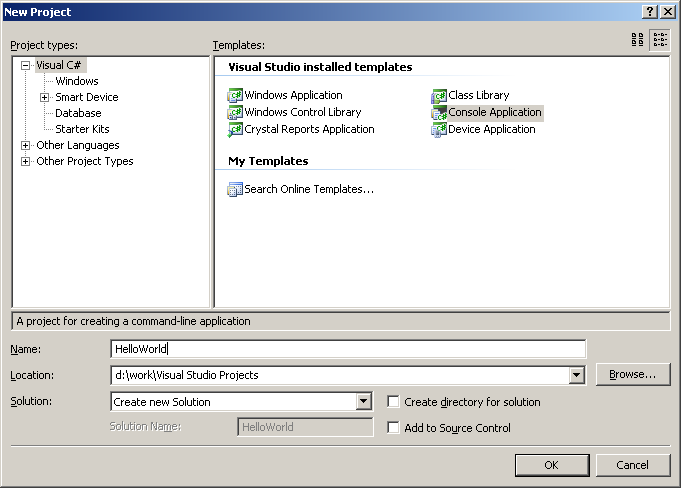 New Project
Project types:
Templates:
Visual C#
Windows
Smart Device
Database
Starter Kits
Other Languages
Other Project Types
Visual Studio installed templates
Windows Application
Class Library
Windows Control Library
Console Application
Crystal Reports Application
Device Application
My Templates
Search Online Templates...
A project for creating a command-line application
Name:
HelloWorld
Location:
d:\work\Visual Studio Projects
Browse...
Solution:
Create new Solution
Create directory for solution
Solution Name:
HelloWorld
Add to Source Control
OK
Cancel